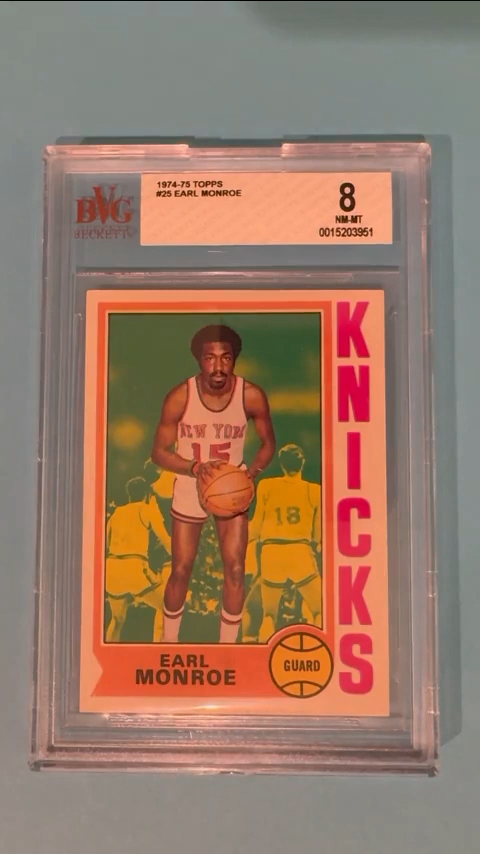 1974-75 TOPPS
#25 EARL MONROE
8
NM-MT
0015203951
BVG
BECKETT
KNICKS
NEW YORK
15
18
EARL
MONROE
GUARD